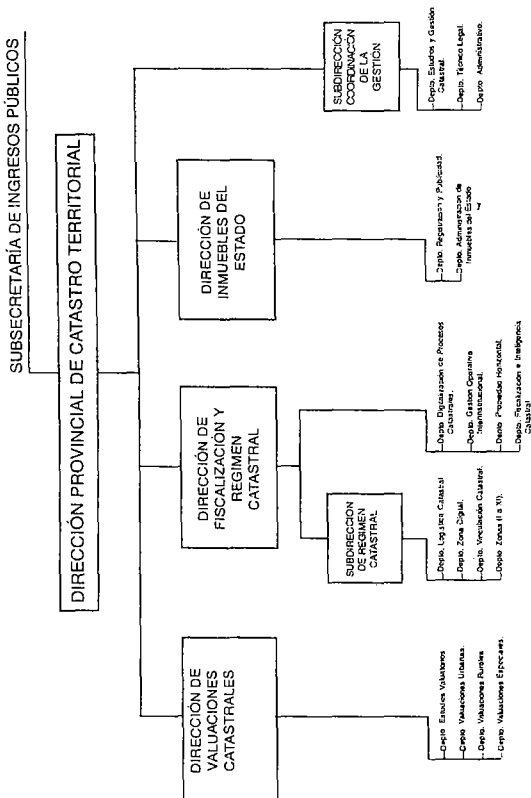 SUBSECRETARÍA DE INGRESOS PÚBLICOS
DIRECCIÓN PROVINCIAL DE CATASTRO TERRITORIAL
DIRECCIÓN DE
VALUACIONES
CATASTRALES
Depto. Estudios Valuatorios
Depto. Valuaciones Urbanas.
Depto. Valuaciones Rurales
Depto. Valuaciones Especiales.
DIRECCIÓN DE
FISCALIZACIÓN Y
REGIMEN
CATASTRAL
SUBDIRECCION
DE REGIMEN
CATASTRAL
Depto. Logística Catastral
Depto. Zona Digital.
Depto. Vinculación Catastral.
Depto. Zonas (I a XI).
Depto. Digitalización de Procesos
Catastrales.
Depto. Gestión Operativa
Interinstitucional.
Depto. Propiedad Horizontal.
Depto. Fiscalización e Inteligencia
Catastral
DIRECCIÓN DE
INMUEBLES DEL
ESTADO
Depto. Registración y Publicidad.
Depto. Administración de
Inmuebles del Estado
SUBDIRECCIÓN
COORDINACIÓN
DE LA
GESTIÓN
Depto. Estudios y Gestión
Catastral.
Depto. Técnico Legal.
Depto. Administrativo.